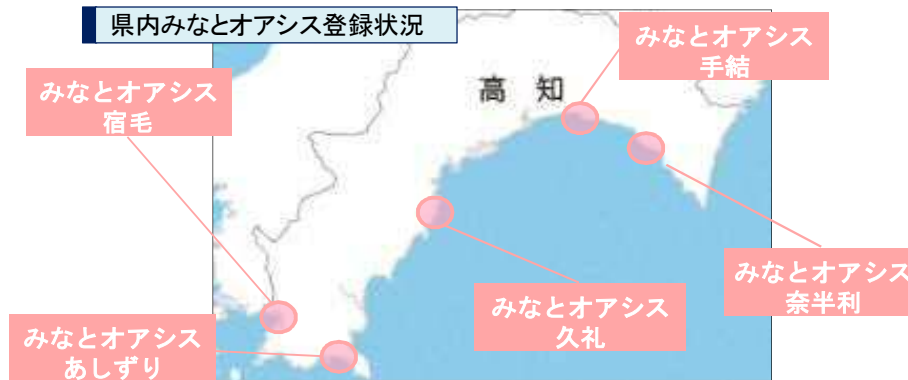 県内みなとオアシス登録状況
みなとオアシス
手結
高 知
みなとオアシス
宿毛
みなとオアシス
奈半利
みなとオアシス
久礼
みなとオアシス
あしずり